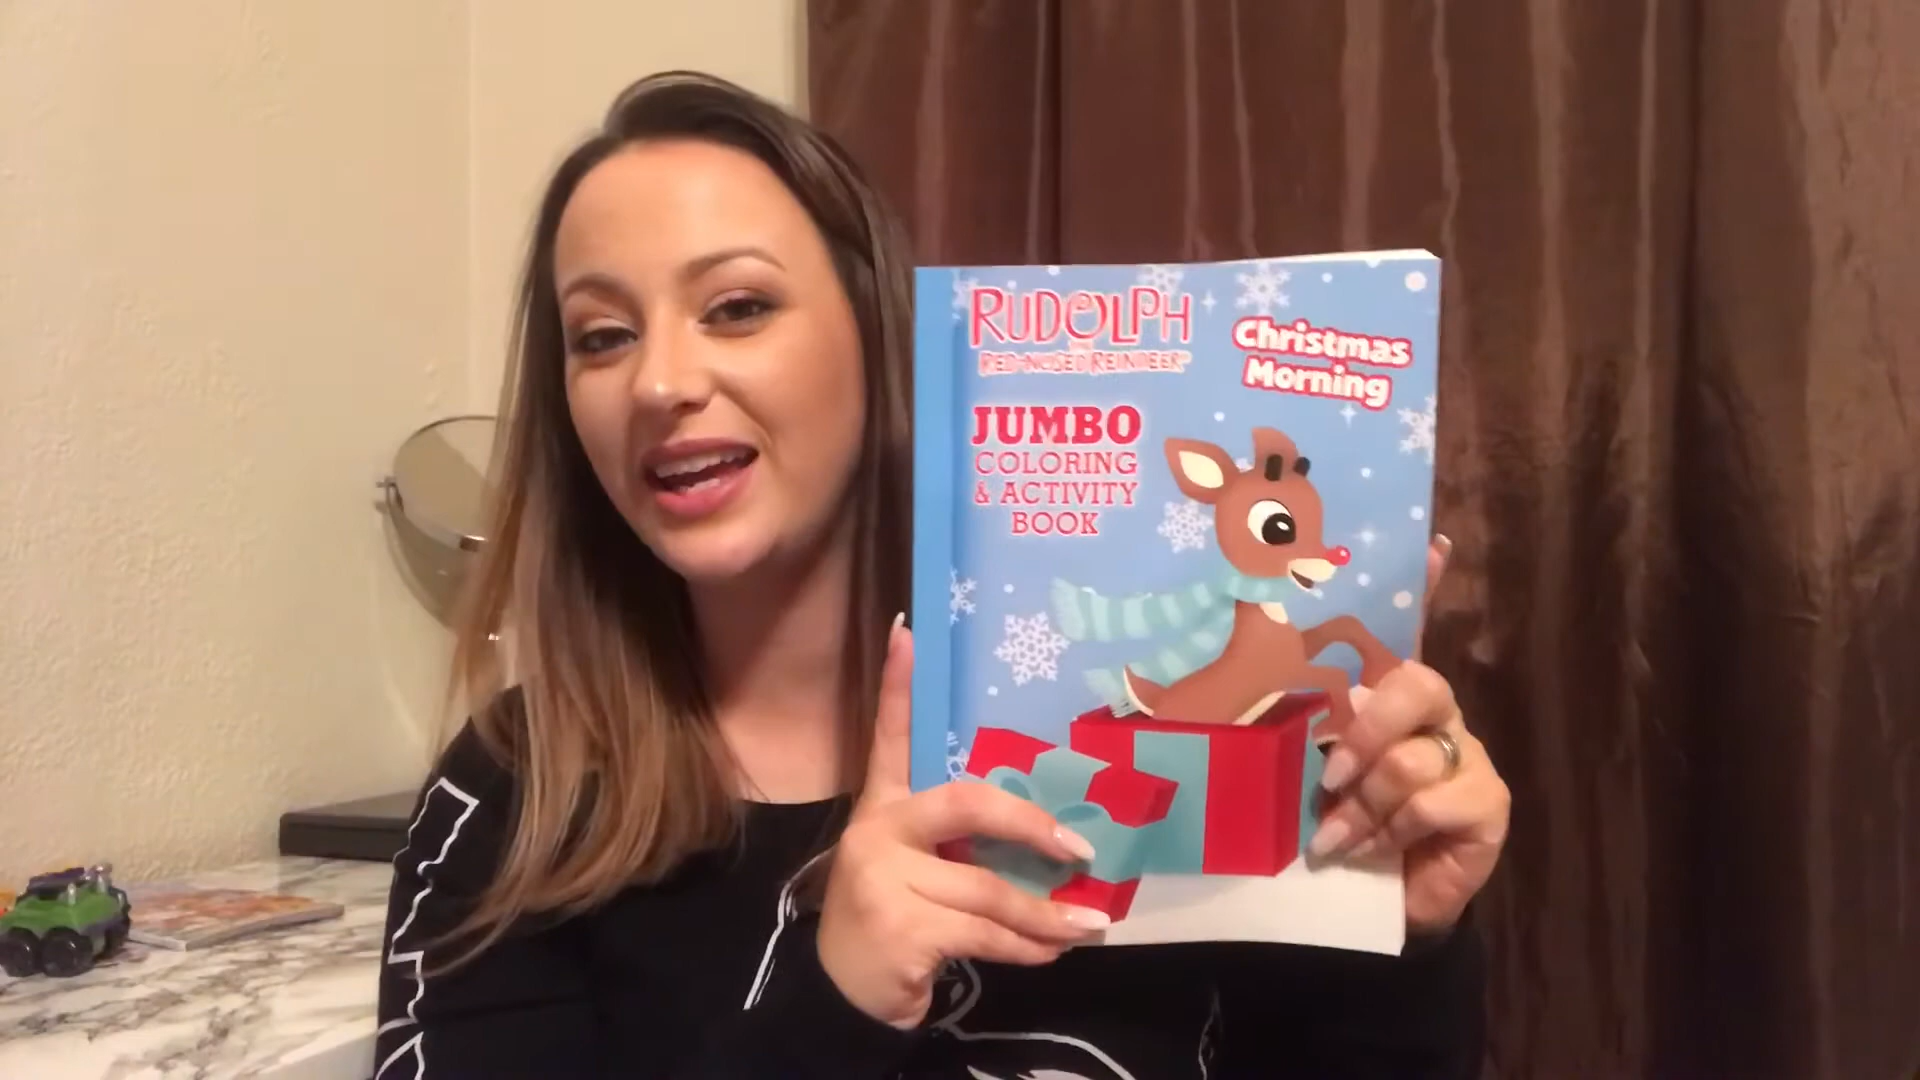 RUDOLPH
THE
RED-NOSED REINDEER
Christmas
Morning
JUMBO
COLORING
& ACTIVITY
BOOK